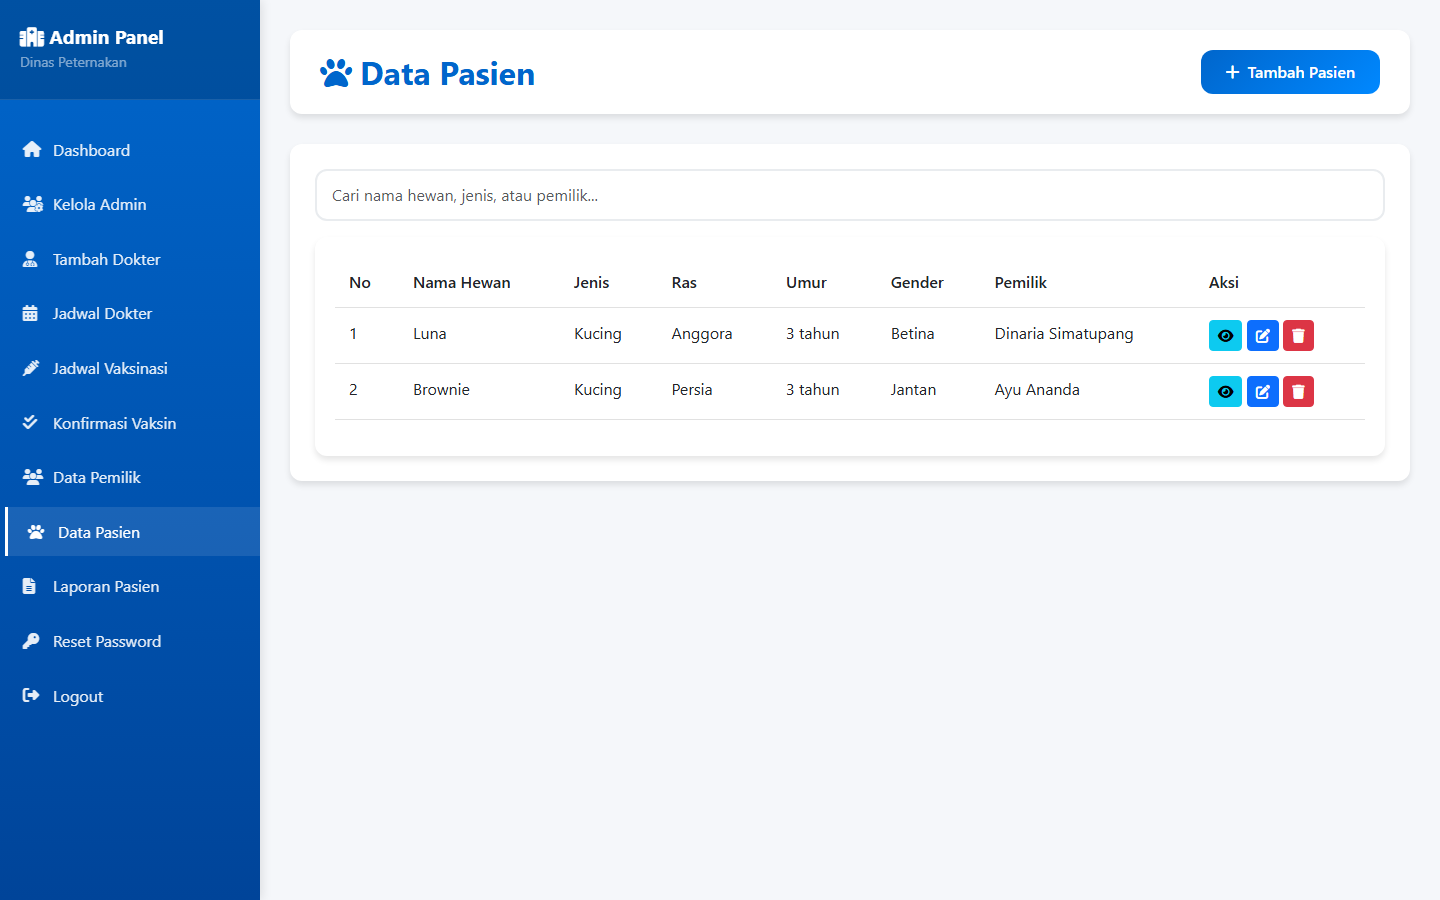 Admin Panel
Dinas Peternakan
Dashboard
Kelola Admin
Tambah Dokter
Jadwal Dokter
Jadwal Vaksinasi
Konfirmasi Vaksin
Data Pemilik
Data Pasien
Laporan Pasien
Reset Password
Logout
Data Pasien
Tambah Pasien
Cari nama hewan, jenis, atau pemilik...
No Nama Hewan Jenis Ras Umur Gender Pemilik Aksi
1 Luna Kucing Anggora 3 tahun Betina Dinaria Simatupang
2 Brownie Kucing Persia 3 tahun Jantan Ayu Ananda